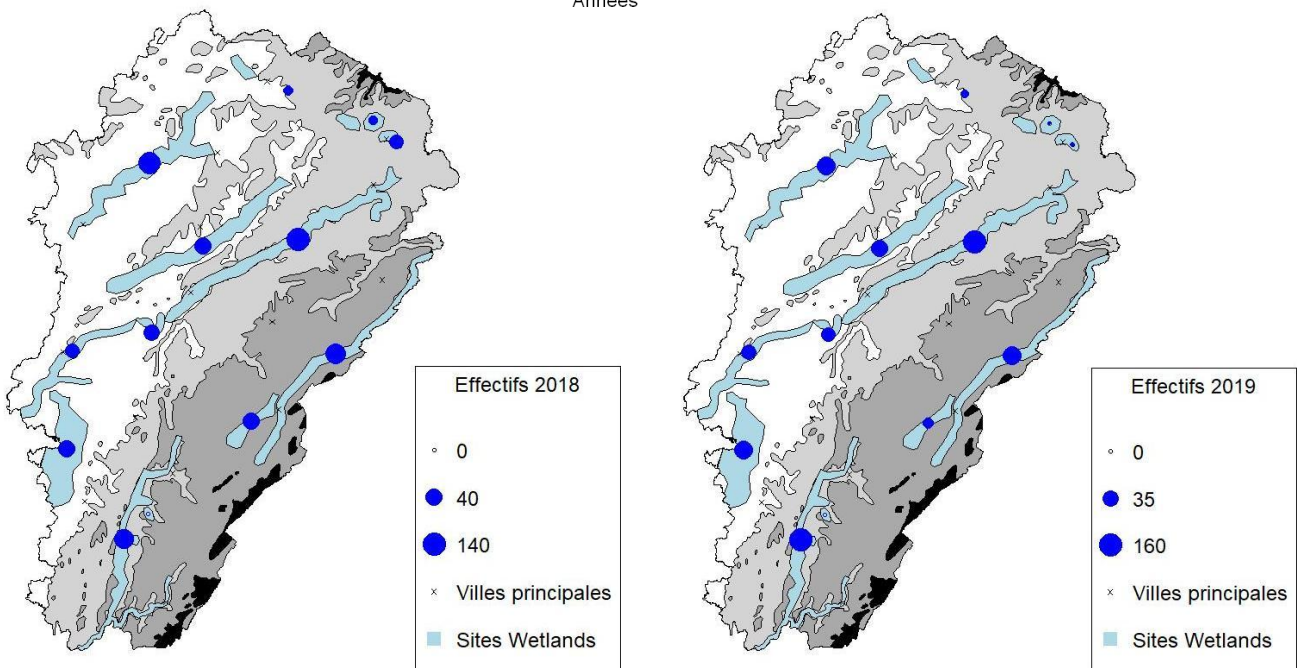 Années
Effectifs 2018
0
40
140
Villes principales
Sites Wetlands
Effectifs 2019
0
35
160
Villes principales
Sites Wetlands